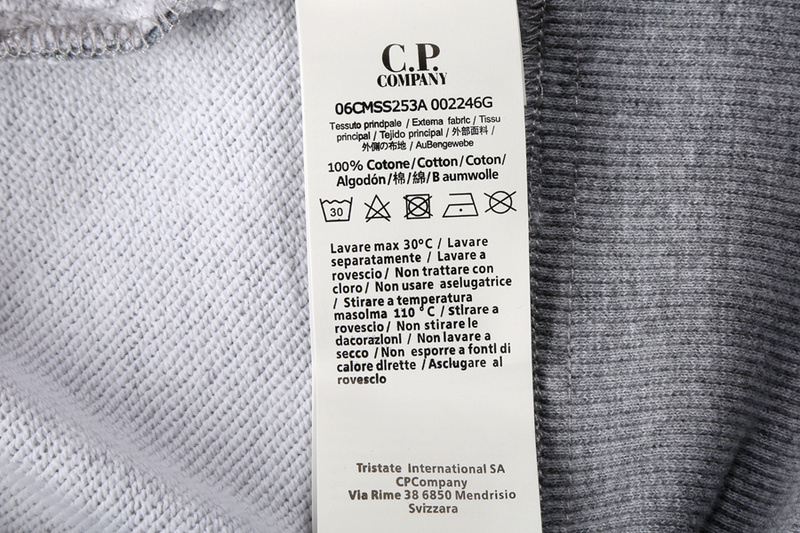 C.P.
COMPANY
06CMSS253A 002246G
Tessuto prindpale / Extema fabric / Tissu
principal / Tejido principal / 外部面料 /
外側の布地 / AuBengewebe
100% Cotone/Cotton/Coton/
Algodón/棉/綿/B aumwolle
30
Lavare max 30°C / Lavare
separatamente / Lavare a
rovescio/ Non trattare con
cloro/ Non usare aselugatrice
/ Stirare a temperatura
masolma 110 °C / Stlrare a
rovescio/ Non stirare le
dacorazlonl / Non lavare a
secco /Non esporre a fontl di
calore dlrette /Asclugare al
rovesclo
Tristate International SA
CPCompany
Via Rime 38 6850 Mendrisio
Svizzara